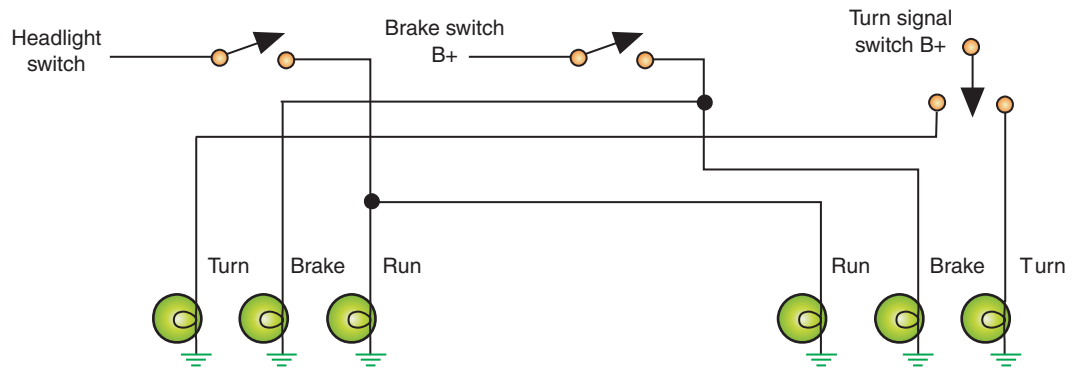 Headlight
switch
Brake switch
B+
Turn signal
switch B+
Turn
Brake
Run
Run
Brake
Turn